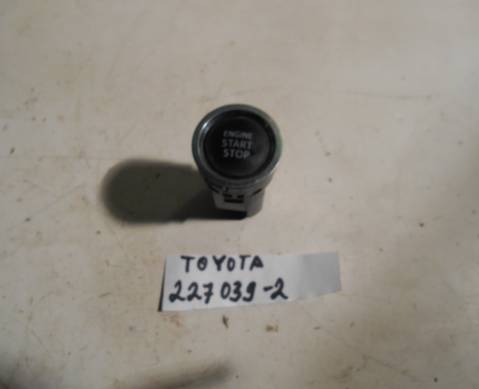 ENGINE
START
STOP
TOYOTA
227039-2